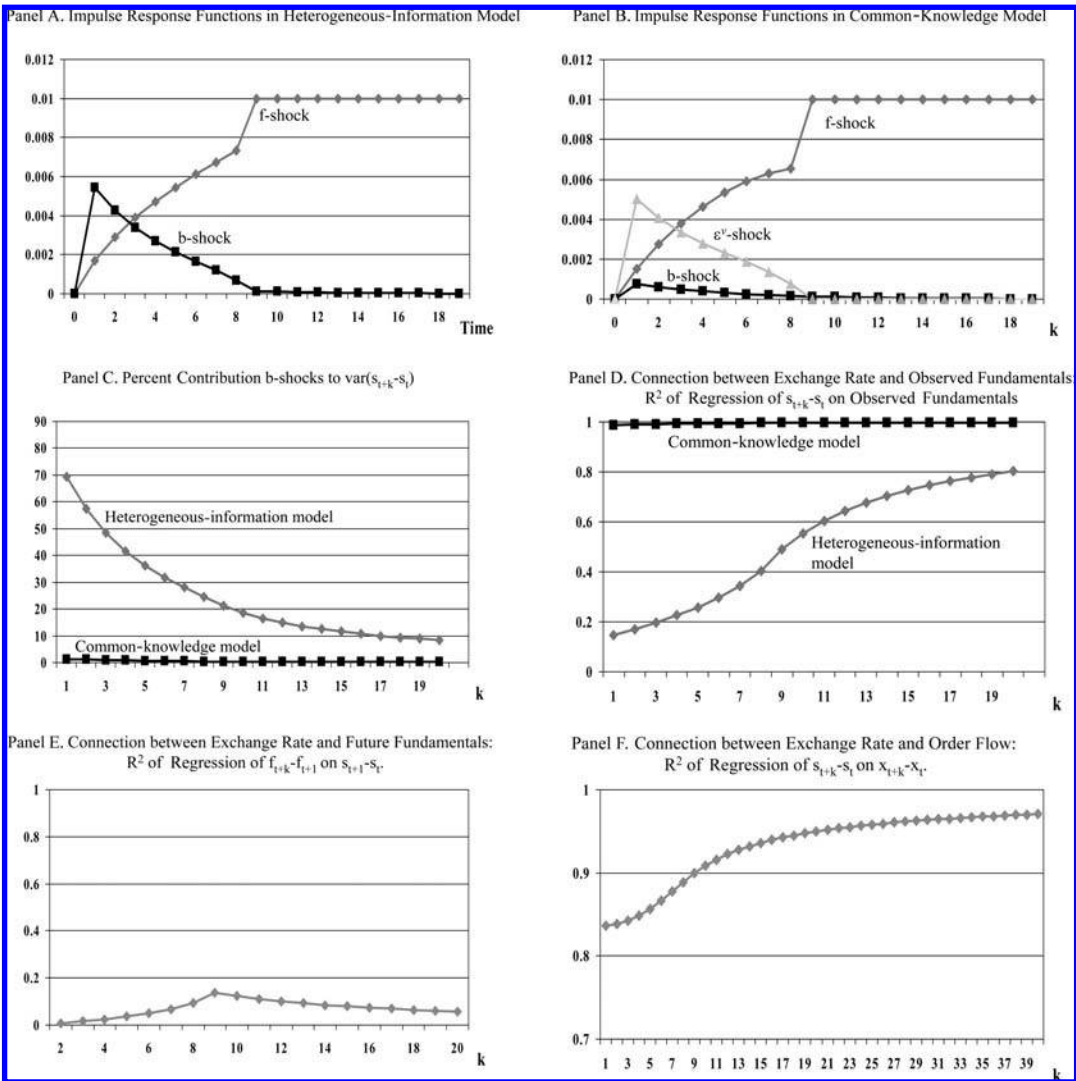 Panel A. Impulse Response Functions in Heterogeneous-Information Model
0.012
0.01
0.008
0.006
0.004
0.002
0
f-shock
b-shock
0 2 4 6 8 10 12 14 16 18
Time
Panel B. Impulse Response Functions in Common-Knowledge Model
0.012
0.01
0.008
0.006
0.004
0.002
0
f-shock
εᵛ-shock
b-shock
0 2 4 6 8 10 12 14 16 18
k
Panel C. Percent Contribution b-shocks to var(sₜ₊ₖ-sₜ)
90
80
70
60
50
40
30
20
10
0
Heterogeneous-information model
Common-knowledge model
1 3 5 7 9 11 13 15 17 19
k
Panel D. Connection between Exchange Rate and Observed Fundamentals:
R² of Regression of sₜ₊ₖ-sₜ on Observed Fundamentals
1
0.8
0.6
0.4
0.2
0
Common-knowledge model
Heterogeneous-information
model
1 3 5 7 9 11 13 15 17 19
k
Panel E. Connection between Exchange Rate and Future Fundamentals:
R² of Regression of fₜ₊ₖ-fₜ₊₁ on sₜ₊₁-sₜ.
1
0.8
0.6
0.4
0.2
0
2 4 6 8 10 12 14 16 18 20
k
Panel F. Connection between Exchange Rate and Order Flow:
R² of Regression of sₜ₊ₖ-sₜ on xₜ₊ₖ-xₜ.
1
0.9
0.8
0.7
1 3 5 7 9 11 13 15 17 19 21 23 25 27 29 31 33 35 37 39
k